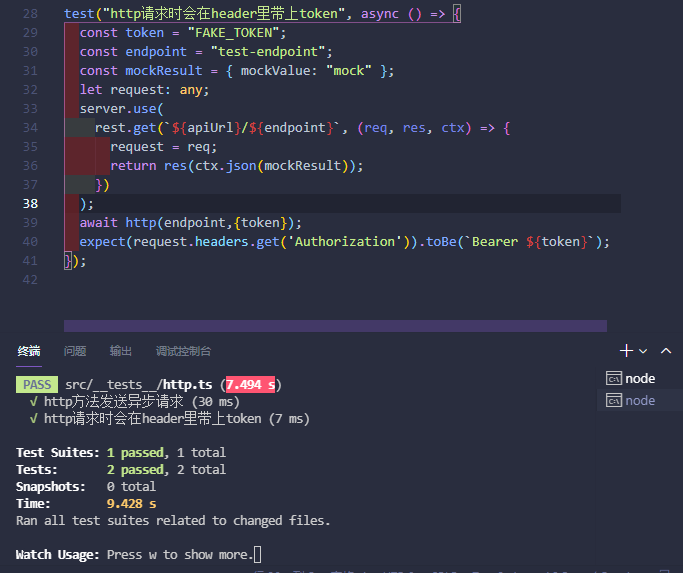 28 test("http请求时会在header里带上token", async () => {
29 const token = "FAKE_TOKEN";
30 const endpoint = "test-endpoint";
31 const mockResult = { mockValue: "mock" };
32 let request: any;
33 server.use(
34 rest.get(`${apiUrl}/${endpoint}`, (req, res, ctx) => {
35 request = req;
36 return res(ctx.json(mockResult));
37 })
38 );
39 await http(endpoint,{token});
40 expect(request.headers.get('Authorization')).toBe(`Bearer ${token}`);
41 });
42
终端 问题 输出 调试控制台
PASS src/__tests__/http.ts (7.494 s)
√ http方法发送异步请求 (30 ms)
√ http请求时会在header里带上token (7 ms)
Test Suites: 1 passed, 1 total
Tests: 2 passed, 2 total
Snapshots: 0 total
Time: 9.428 s
Ran all test suites related to changed files.
Watch Usage: Press w to show more.
node
node